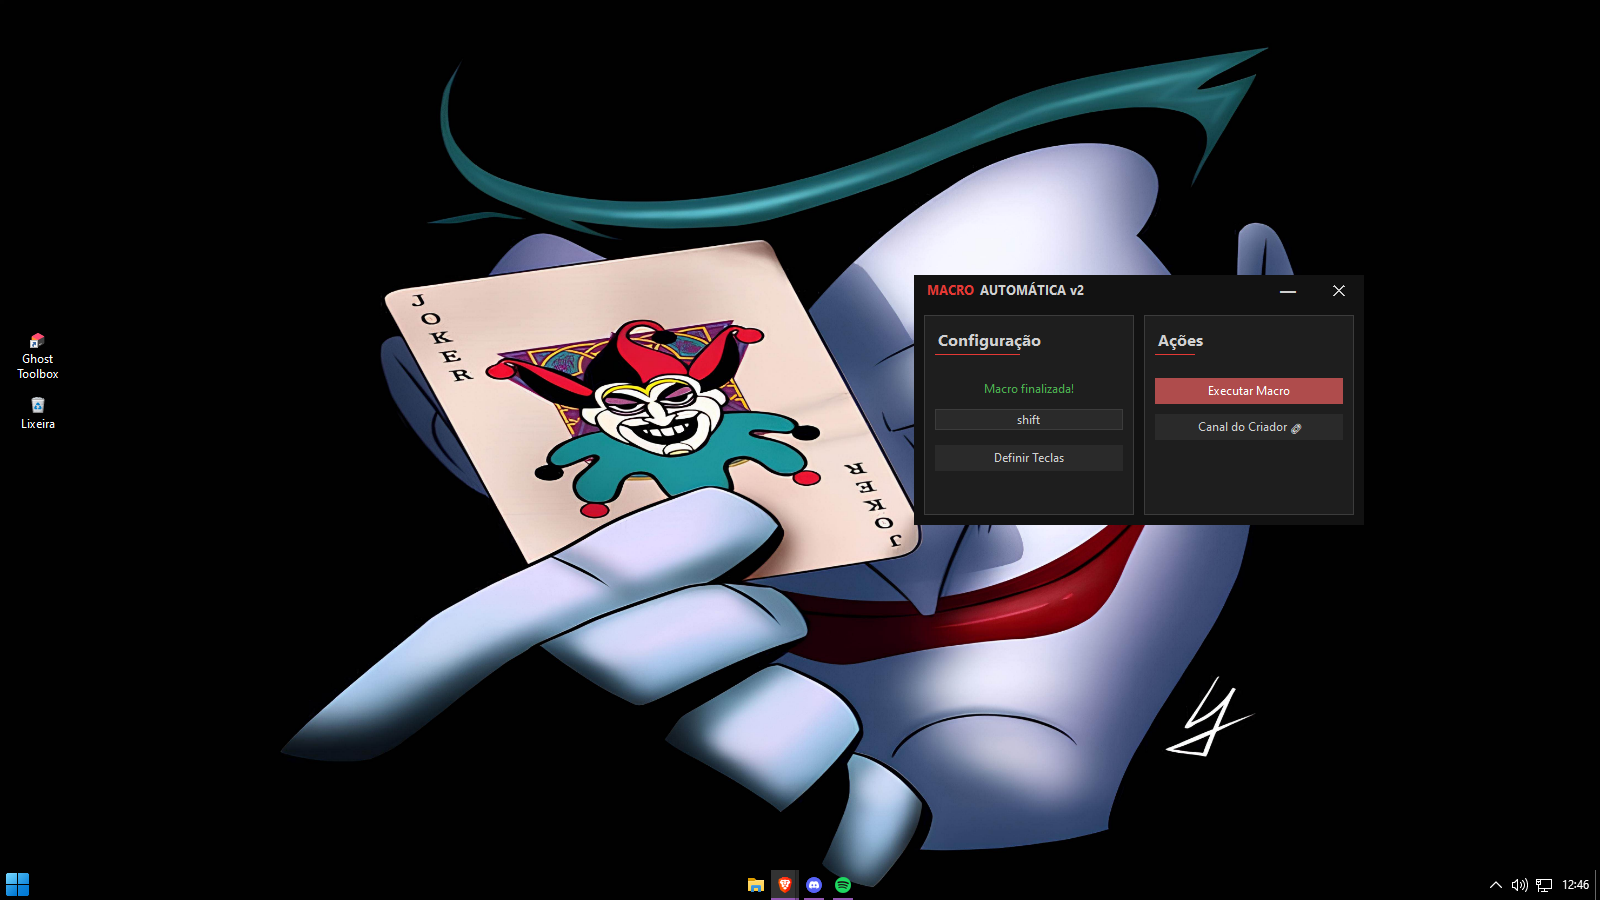 Ghost
Toolbox
Lixeira
JOKER
JOKER
MACRO AUTOMÁTICA v2
Configuração
Macro finalizada!
shift
Definir Teclas
Ações
Executar Macro
Canal do Criador
12:46